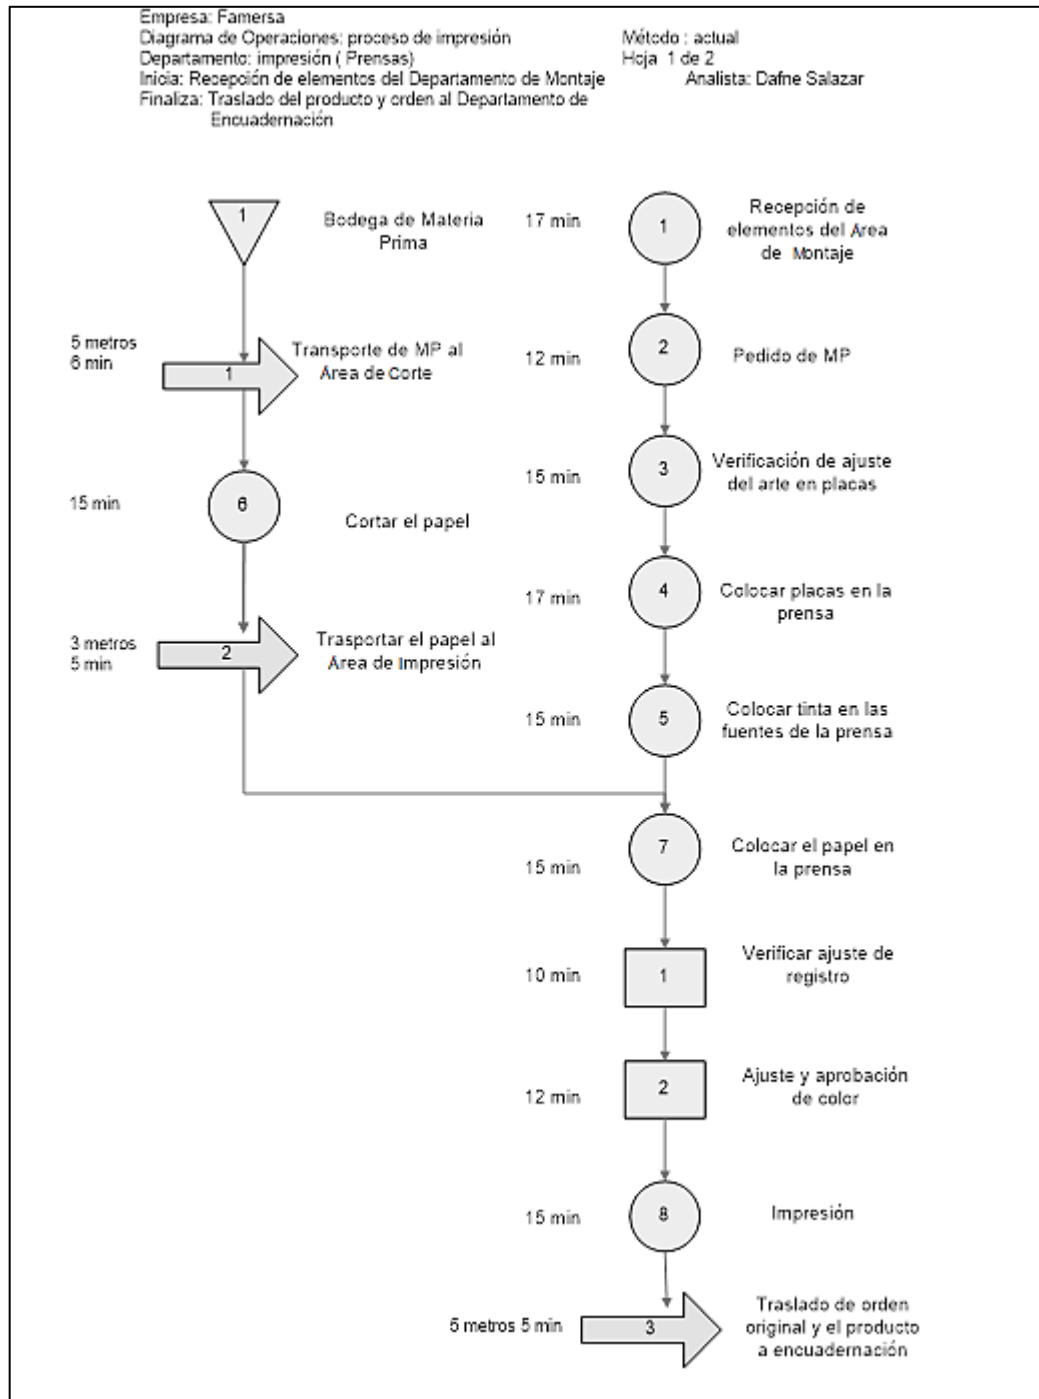 Empresa: Famersa
Diagrama de Operaciones: proceso de impresión
Método : actual
Departamento: impresión ( Prensas)
Hoja 1 de 2
Inicia: Recepción de elementos del Departamento de Montaje
Analista: Dafne Salazar
Finaliza: Traslado del producto y orden al Departamento de
Encuadernación
1
Bodega de Materia
Prima
5 metros
6 min
1
Transporte de MP al
Área de Corte
15 min
6
Cortar el papel
3 metros
5 min
2
Trasportar el papel al
Área de Impresión
17 min
1
Recepción de
elementos del Área
de Montaje
12 min
2
Pedido de MP
15 min
3
Verificación de ajuste
del arte en placas
17 min
4
Colocar placas en la
prensa
15 min
5
Colocar tinta en las
fuentes de la prensa
15 min
7
Colocar el papel en
la prensa
10 min
1
Verificar ajuste de
registro
12 min
2
Ajuste y aprobación
de color
15 min
8
Impresión
6 metros 5 min
3
Traslado de orden
original y el producto
a encuadernación